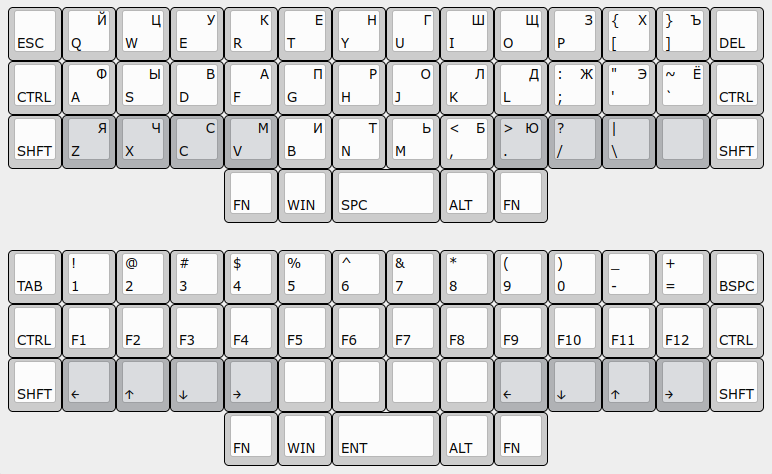 ESC Й Q Ц W У E К R Е T Н Y Г U Ш I Щ O З P { Х [ } Ъ ] DEL
CTRL Ф A Ы S В D А F П G Р H О J Л K Д L : Ж ; " Э ' ~ Ё ` CTRL
SHFT Я Z Ч X С C М V И B Т N Ь M < Б , > Ю . ? / | \ SHFT
FN WIN SPC ALT FN
TAB ! 1 @ 2 # 3 $ 4 % 5 ^ 6 & 7 * 8 ( 9 ) 0 _ - + = BSPC
CTRL F1 F2 F3 F4 F5 F6 F7 F8 F9 F10 F11 F12 CTRL
SHFT ← ↑ ↓ → ← ↓ ↑ → SHFT
FN WIN ENT ALT FN